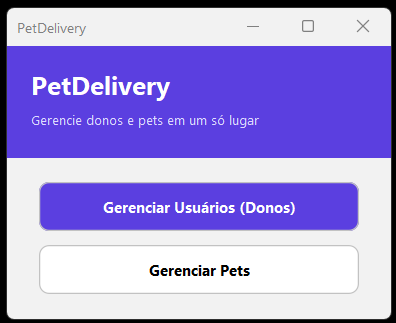 PetDelivery
PetDelivery
Gerencie donos e pets em um só lugar
Gerenciar Usuários (Donos)
Gerenciar Pets